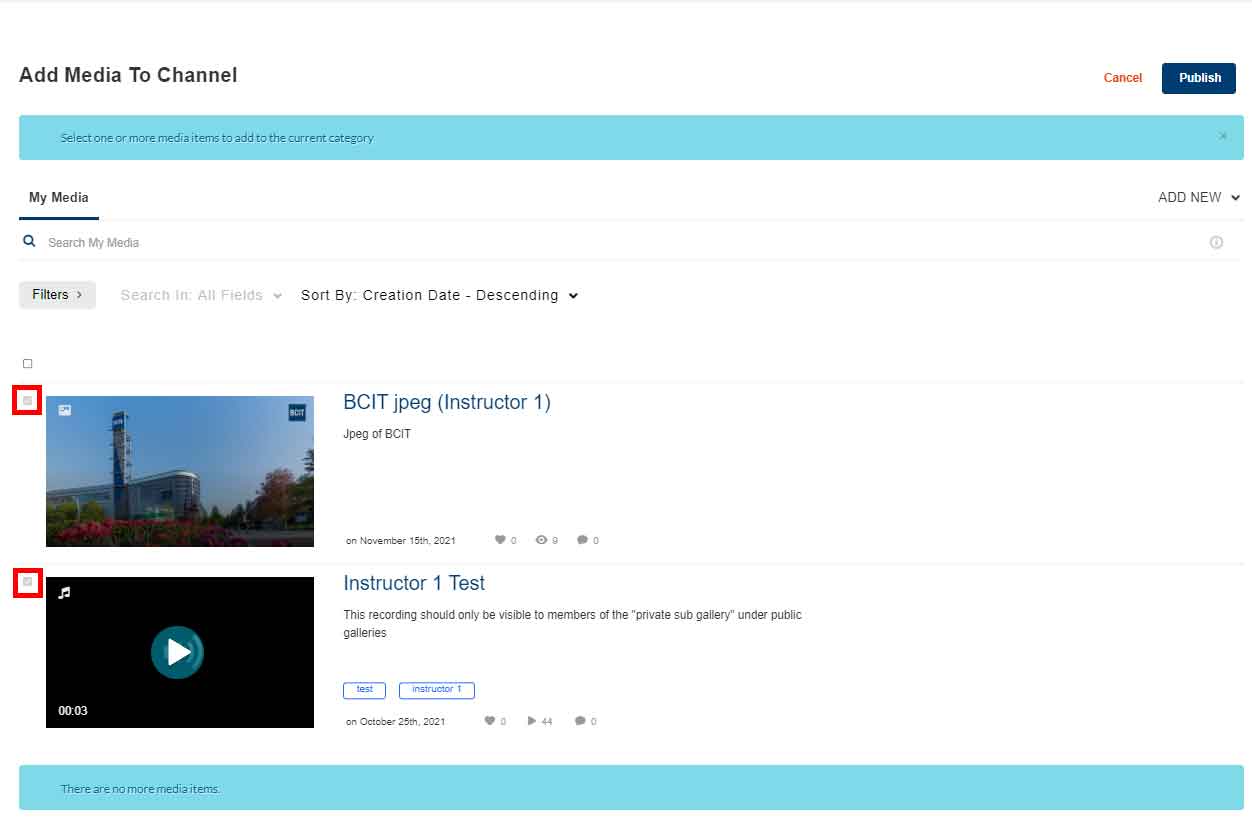 Add Media To Channel
Cancel
Publish
Select one or more media items to add to the current category
×
My Media
ADD NEW
Search My Media
Filters >
Search In: All Fields
Sort By: Creation Date - Descending
BCIT
BCIT jpeg (Instructor 1)
Jpeg of BCIT
on November 15th, 2021
0
9
0
Instructor 1 Test
This recording should only be visible to members of the "private sub gallery" under public
galleries
00:03
test
instructor 1
on October 25th, 2021
0
44
0
There are no more media items.